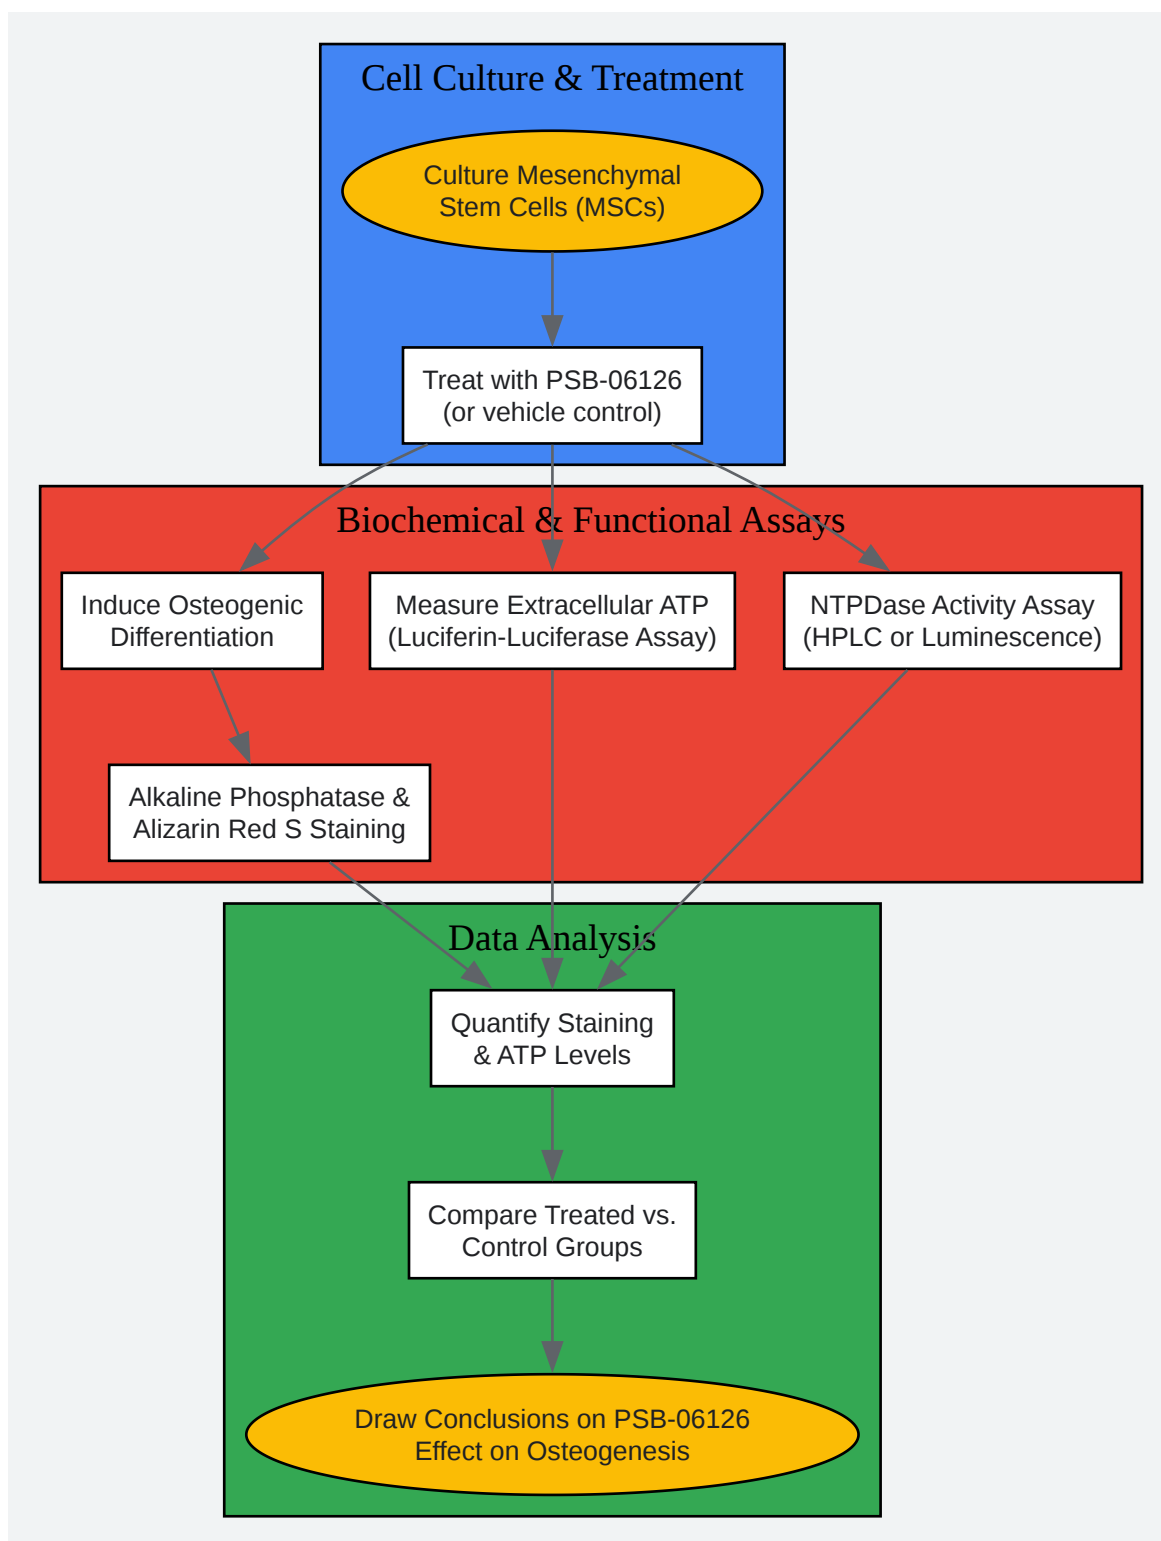 Cell Culture & Treatment
Culture Mesenchymal
Stem Cells (MSCs)
Treat with PSB-06126
(or vehicle control)
Biochemical & Functional Assays
Induce Osteogenic
Differentiation
Measure Extracellular ATP
(Luciferin-Luciferase Assay)
NTPDase Activity Assay
(HPLC or Luminescence)
Alkaline Phosphatase &
Alizarin Red S Staining
Data Analysis
Quantify Staining
& ATP Levels
Compare Treated vs.
Control Groups
Draw Conclusions on PSB-06126
Effect on Osteogenesis